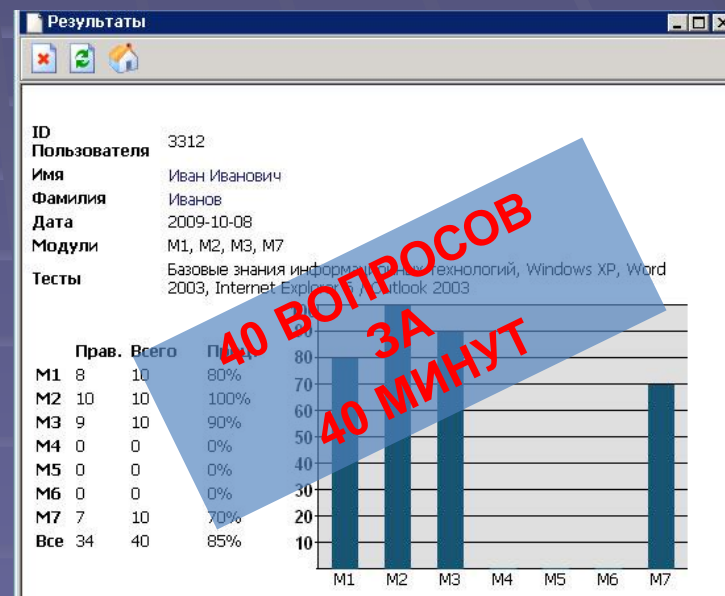 Результаты
ID
Пользователя
3312
Имя Иван Иванович
Фамилия Иванов
Дата 2009-10-08
Модули M1, M2, M3, M7
Тесты
Базовые знания информационных технологий, Windows XP, Word
2003, Internet Explorer 6 / Outlook 2003
40 ВОПРОСОВ
ЗА
40 МИНУТ
Прав. Всего
M1 8 10 80%
M2 10 10 100%
M3 9 10 90%
M4 0 0 0%
M5 0 0 0%
M6 0 0 0%
M7 7 10 70%
Все 34 40 85%
80
70
60
50
40
30
20
10
M1 M2 M3 M4 M5 M6 M7